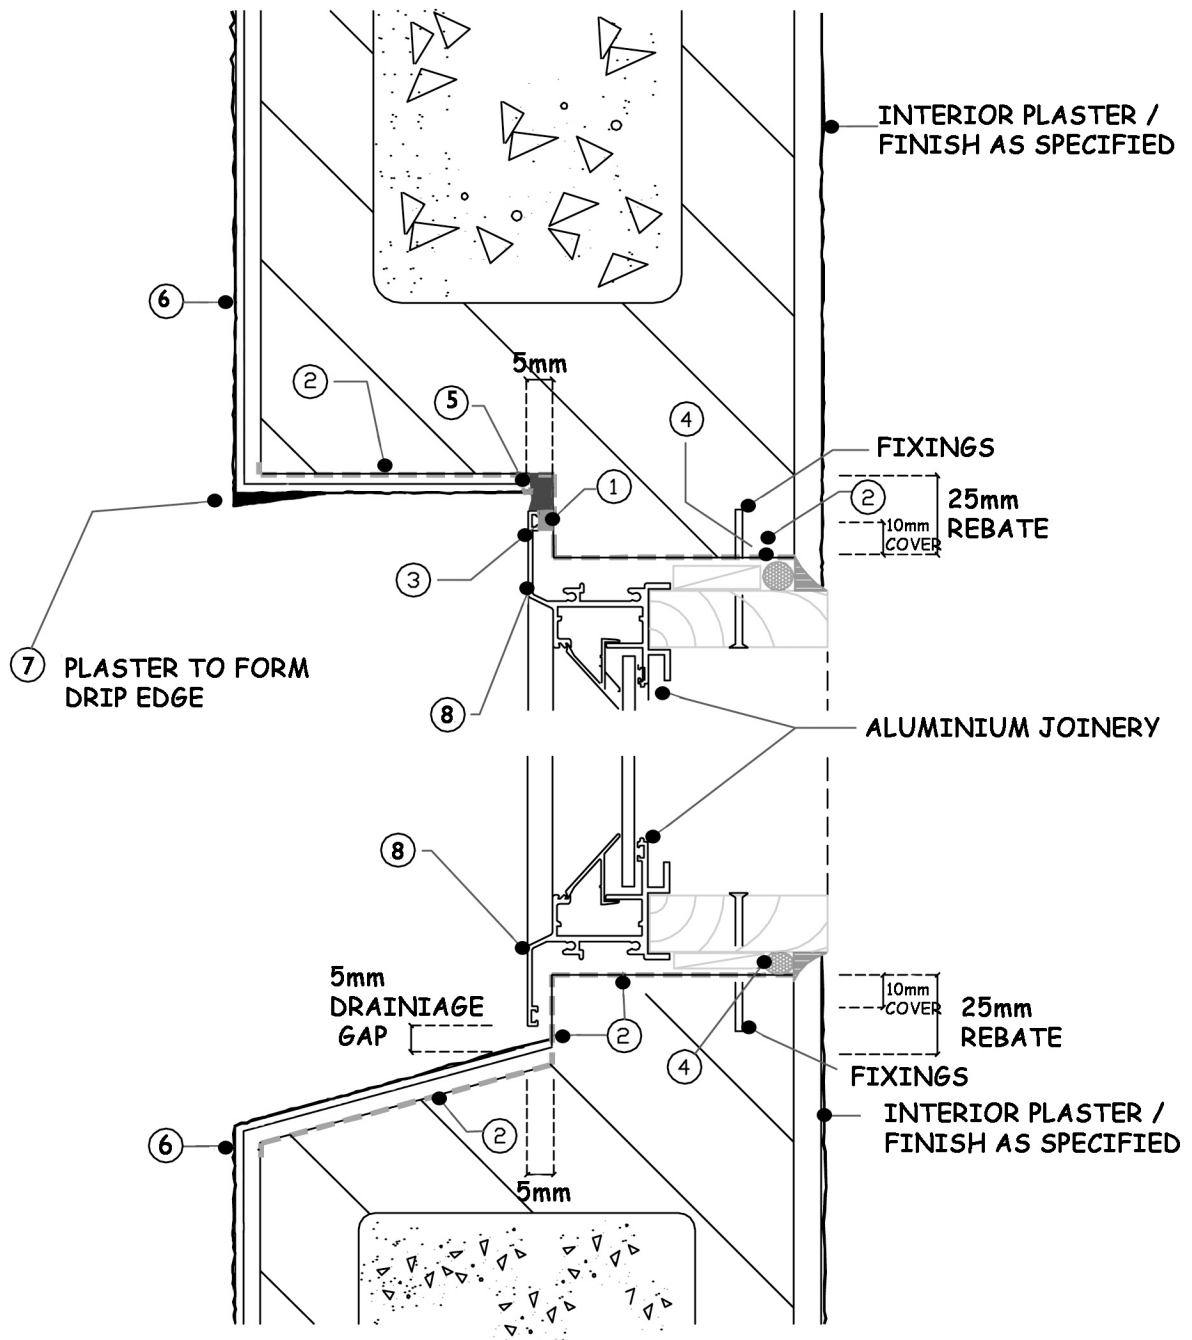 INTERIOR PLASTER /
FINISH AS SPECIFIED
6
5mm
2
5
4
FIXINGS
1
2
25mm
REBATE
10mm
COVER
3
7
PLASTER TO FORM
DRIP EDGE
8
ALUMINIUM JOINERY
8
5mm
DRAINIAGE
GAP
10mm
COVER
25mm
REBATE
2
4
FIXINGS
INTERIOR PLASTER /
FINISH AS SPECIFIED
6
2
5mm